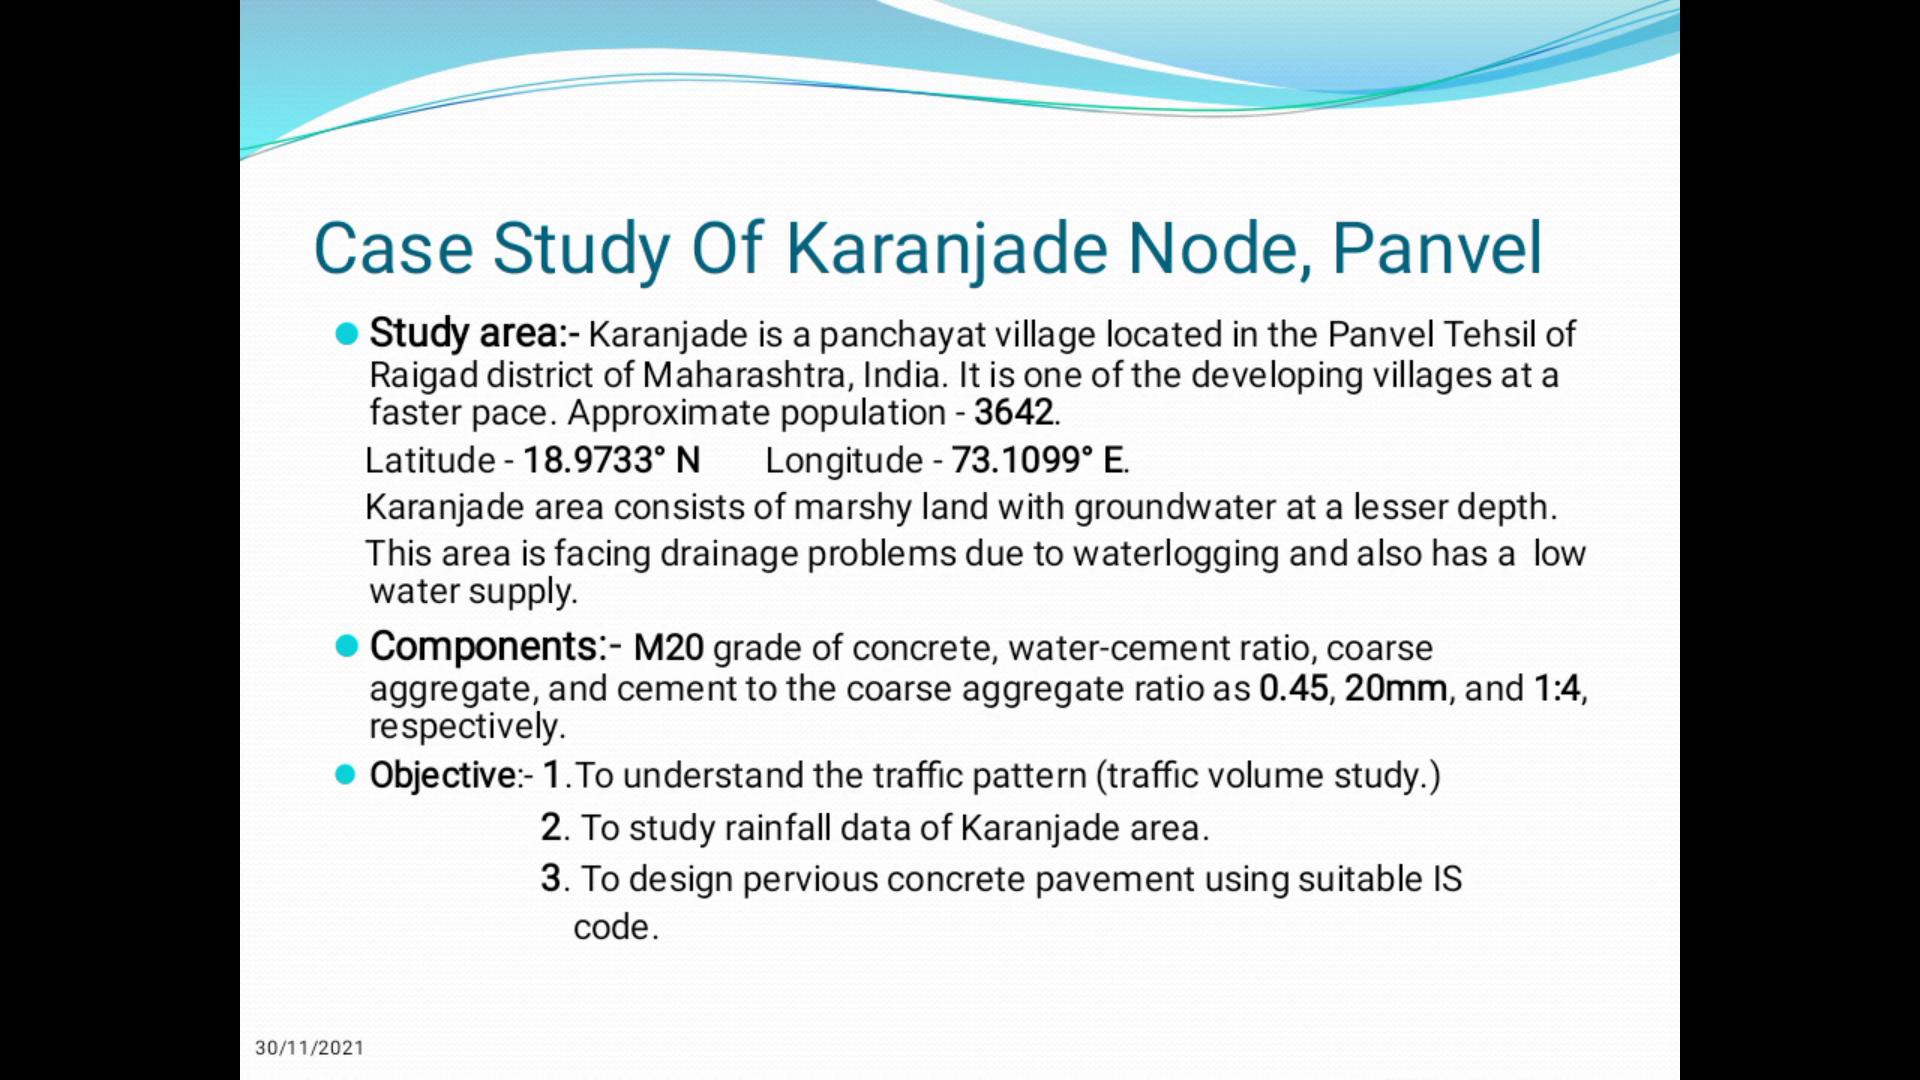 Case Study Of Karanjade Node, Panvel
Study area:- Karanjade is a panchayat village located in the Panvel Tehsil of
Raigad district of Maharashtra, India. It is one of the developing villages at a
faster pace. Approximate population - 3642.
Latitude - 18.9733° N Longitude - 73.1099° E.
Karanjade area consists of marshy land with groundwater at a lesser depth.
This area is facing drainage problems due to waterlogging and also has a low
water supply.
Components:- M20 grade of concrete, water-cement ratio, coarse
aggregate, and cement to the coarse aggregate ratio as 0.45, 20mm, and 1:4,
respectively.
Objective:- 1.To understand the traffic pattern (traffic volume study.)
2. To study rainfall data of Karanjade area.
3. To design pervious concrete pavement using suitable IS
code.
30/11/2021